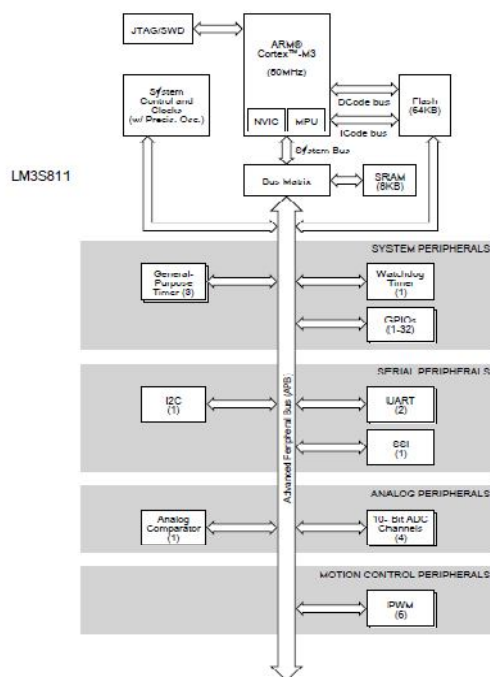 JTAG/SWD
ARM®
Cortex™-M3
(50MHz)
NVIC
MPU
System
Control and
Clocks
(w/ Precis. Osc.)
DCode bus
ICode bus
Flash
(64KB)
System Bus
LM3S811
Bus Matrix
SRAM
(8KB)
SYSTEM PERIPHERALS
General-
Purpose
Timer (3)
Watchdog
Timer
(1)
GPIOs
(1-32)
SERIAL PERIPHERALS
I2C
(1)
UART
(2)
SSI
(1)
Advanced Peripheral Bus (APB)
ANALOG PERIPHERALS
Analog
Comparator
(1)
10- Bit ADC
Channels
(4)
MOTION CONTROL PERIPHERALS
PWM
(6)